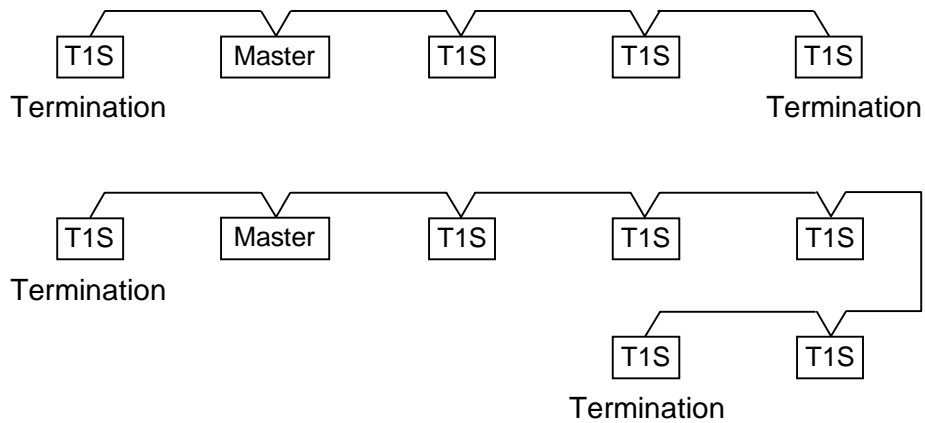 T1S Master T1S T1S T1S
Termination Termination
T1S Master T1S T1S T1S
Termination
T1S T1S
Termination